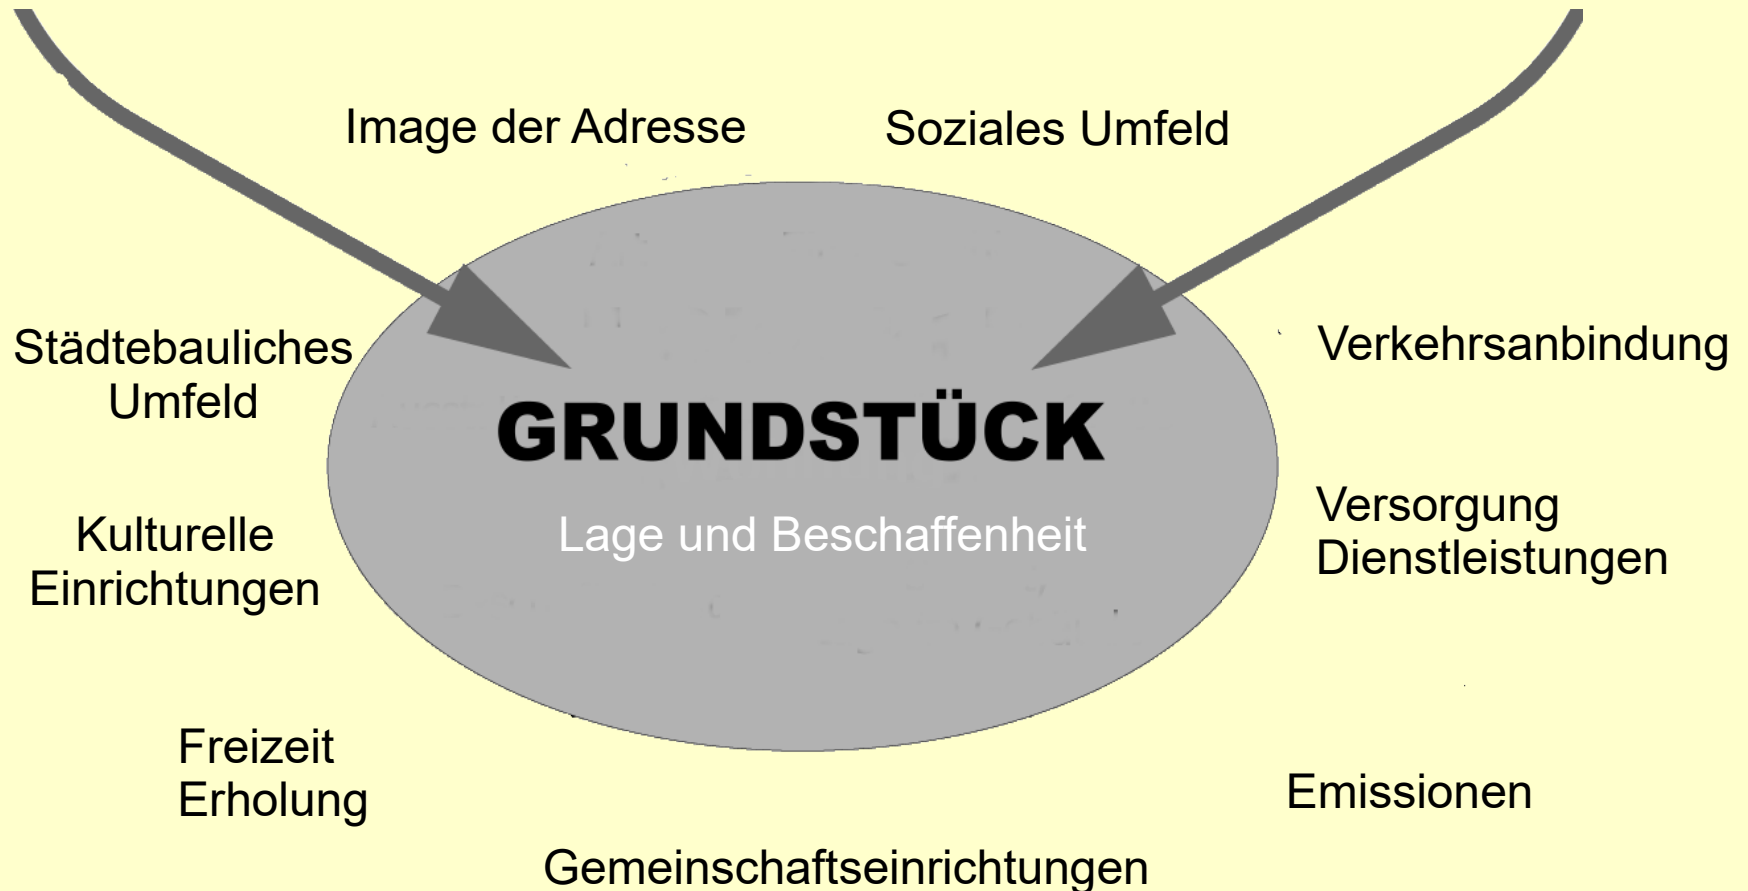 Image der Adresse
Soziales Umfeld
Städtebauliches
Umfeld
Verkehrsanbindung
GRUNDSTÜCK
Lage und Beschaffenheit
Kulturelle
Einrichtungen
Versorgung
Dienstleistungen
Freizeit
Erholung
Emissionen
Gemeinschaftseinrichtungen